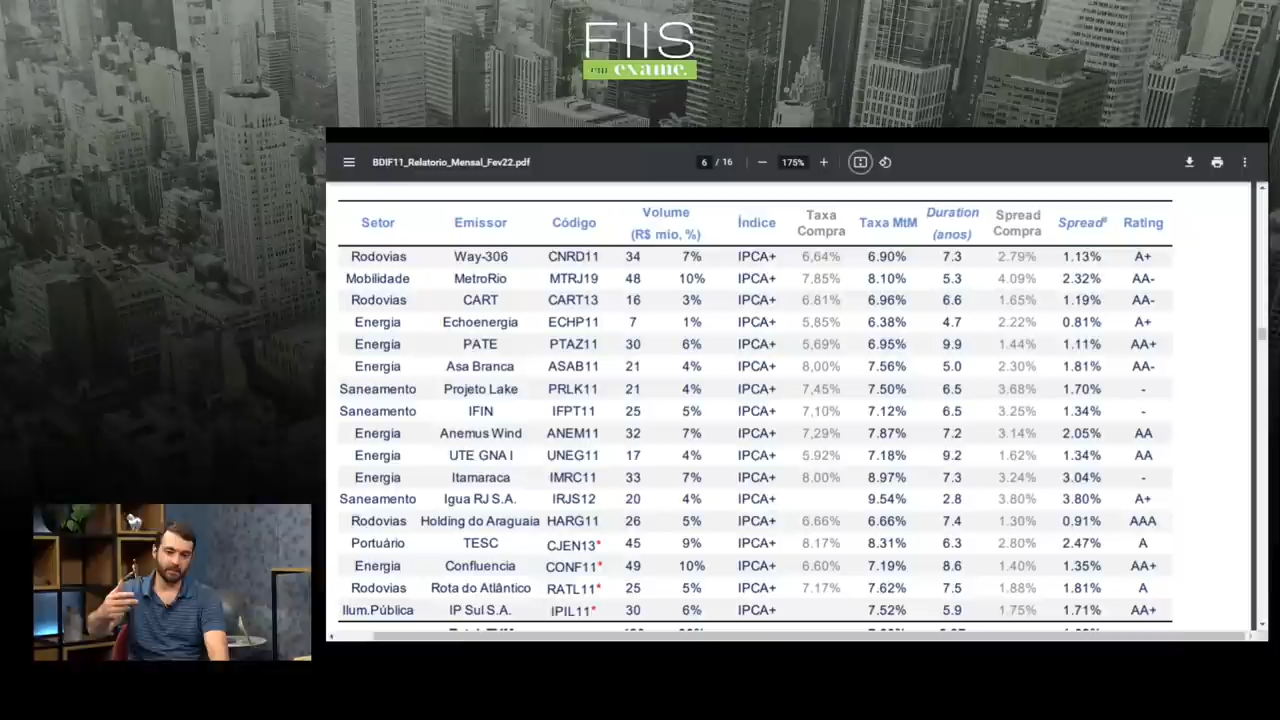 FIIS
em exame.
BDIF11_Relatorio_Mensal_Fev22.pdf 6 / 16 175%
Setor Emissor Código Volume (R$ mio, %) Índice Taxa Compra Taxa MtM Duration (anos) Spread Compra Spread# Rating
Rodovias Way-306 CNRD11 34 7% IPCA+ 6,64% 6.90% 7.3 2.79% 1.13% A+
Mobilidade MetroRio MTRJ19 48 10% IPCA+ 7,85% 8.10% 5.3 4.09% 2.32% AA-
Rodovias CART CART13 16 3% IPCA+ 6.81% 6.96% 6.6 1.65% 1.19% AA-
Energia Echoenergia ECHP11 7 1% IPCA+ 5,85% 6.38% 4.7 2.22% 0.81% A+
Energia PATE PTAZ11 30 6% IPCA+ 5,69% 6.95% 9.9 1.44% 1.11% AA+
Energia Asa Branca ASAB11 21 4% IPCA+ 8,00% 7.56% 5.0 2.30% 1.81% AA-
Saneamento Projeto Lake PRLK11 21 4% IPCA+ 7,45% 7.50% 6.5 3.68% 1.70% -
Saneamento IFIN IFPT11 25 5% IPCA+ 7,10% 7.12% 6.5 3.25% 1.34% -
Energia Anemus Wind ANEM11 32 7% IPCA+ 7,29% 7.87% 7.2 3.14% 2.05% AA
Energia UTE GNA I UNEG11 17 4% IPCA+ 5.92% 7.18% 9.2 1.62% 1.34% AA
Energia Itamaraca IMRC11 33 7% IPCA+ 8.00% 8.97% 7.3 3.24% 3.04% -
Saneamento Igua RJ S.A. IRJS12 20 4% IPCA+ 9.54% 2.8 3.80% 3.80% A+
Rodovias Holding do Araguaia HARG11 26 5% IPCA+ 6.66% 6.66% 7.4 1.30% 0.91% AAA
Portuário TESC CJEN13* 45 9% IPCA+ 8.17% 8.31% 6.3 2.80% 2.47% A
Energia Confluencia CONF11* 49 10% IPCA+ 6.60% 7.19% 8.6 1.40% 1.35% AA+
Rodovias Rota do Atlântico RATL11* 25 5% IPCA+ 7.17% 7.62% 7.5 1.88% 1.81% A
Ilum.Pública IP Sul S.A. IPIL11* 30 6% IPCA+ 7.52% 5.9 1.75% 1.71% AA+